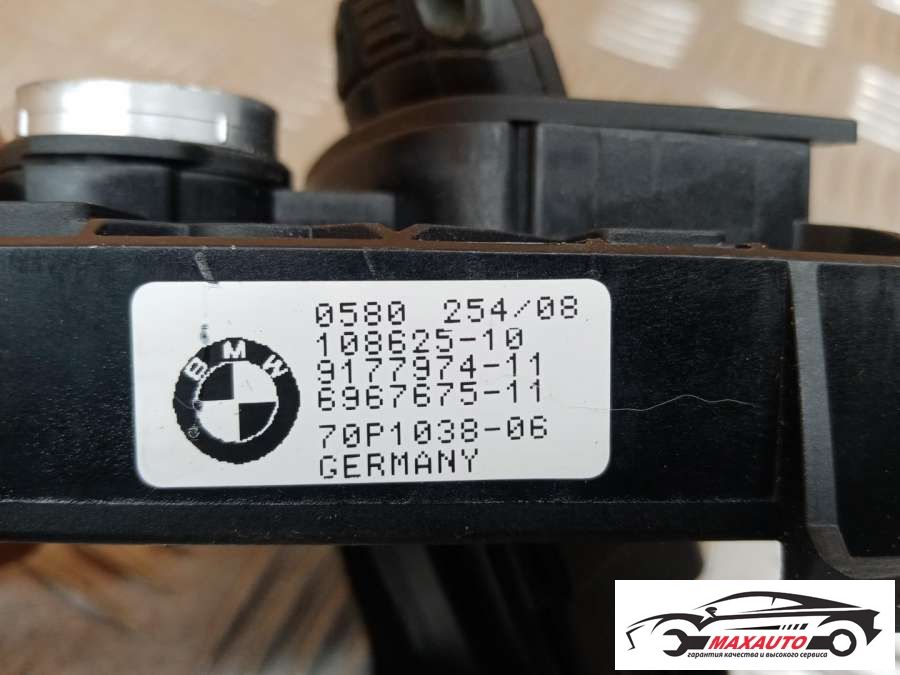 0580 254/08
108625-10
9177974-11
6967675-11
70P1038-06
GERMANY
BMW
MAXAUTO
гарантия качества и высокого сервиса